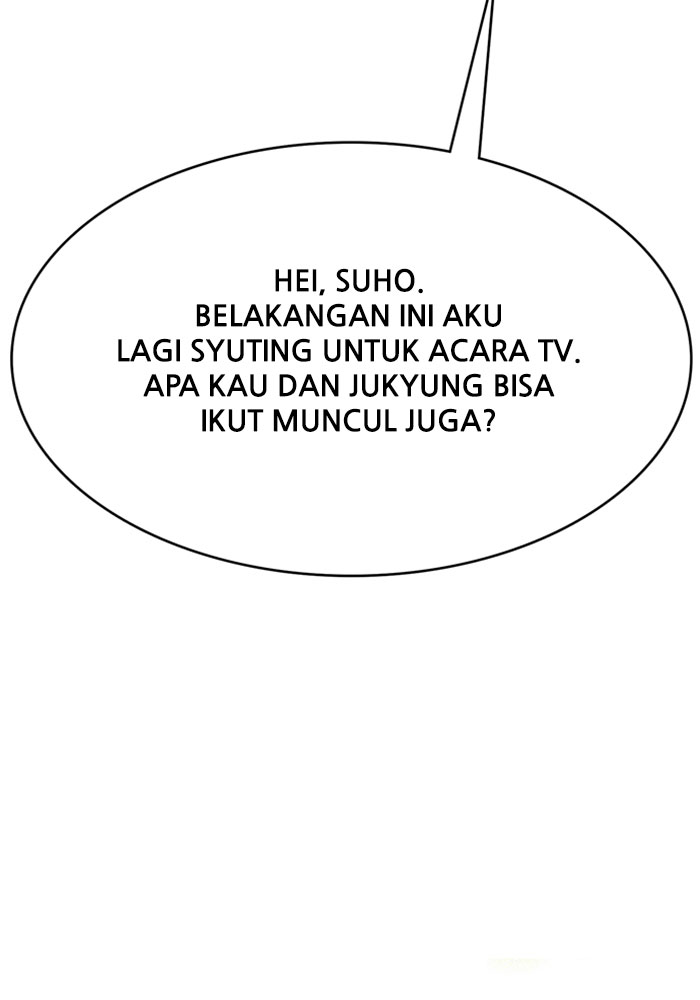 HEI, SUHO.
BELAKANGAN INI AKU
LAGI SYUTING UNTUK ACARA TV.
APA KAU DAN JUKYUNG BISA
IKUT MUNCUL JUGA?